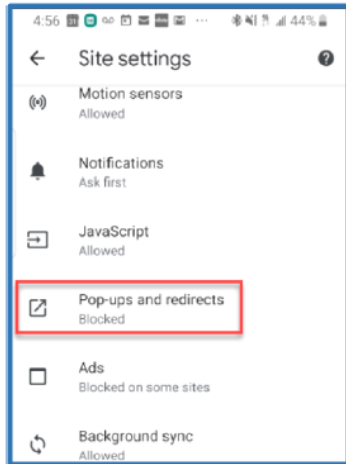 4:56 44%
Site settings
Motion sensors
Allowed
Notifications
Ask first
JavaScript
Allowed
Pop-ups and redirects
Blocked
Ads
Blocked on some sites
Background sync
Allowed